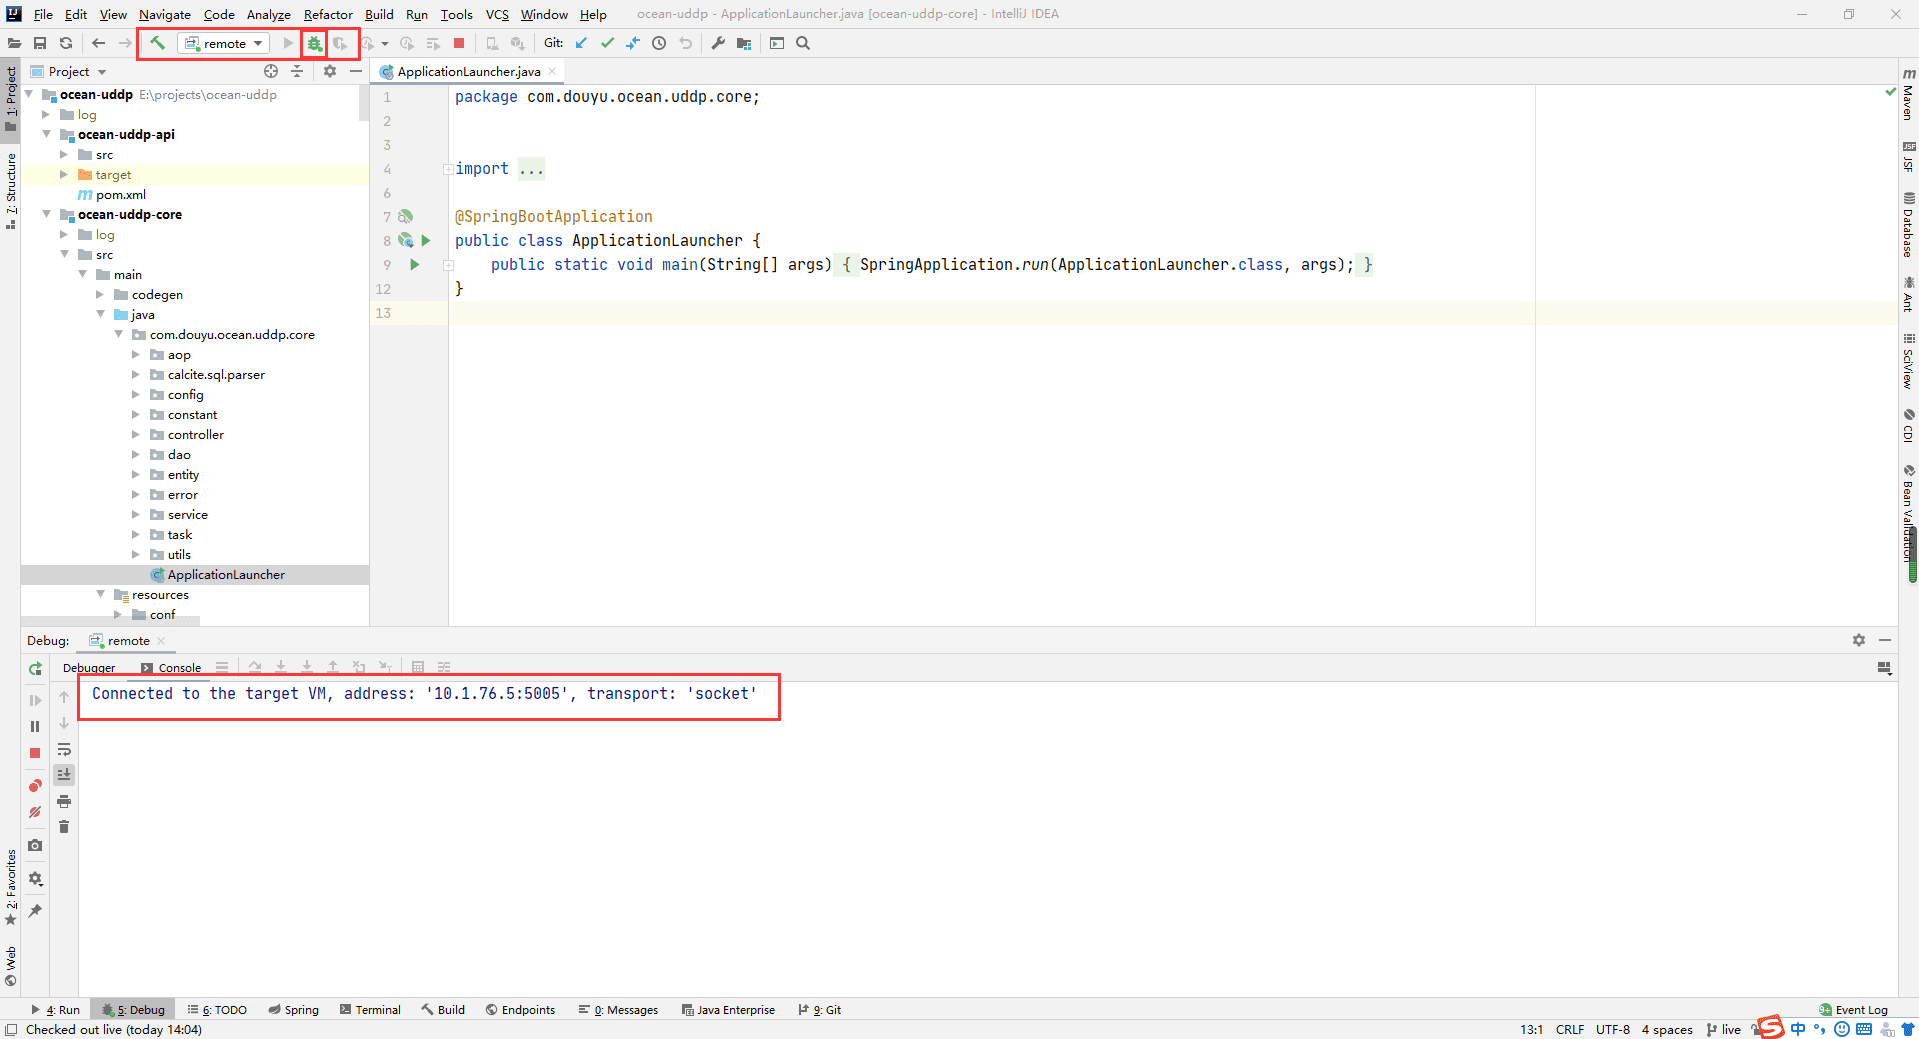 File Edit View Navigate Code Analyze Refactor Build Run Tools VCS Window Help ocean-uddp - ApplicationLauncher.java [ocean-uddp-core] - IntelliJ IDEA
remote Git:
Project
ApplicationLauncher.java
1: Project
7: Structure
2: Favorites
Web
ocean-uddp E:\projects\ocean-uddp
log
ocean-uddp-api
src
target
pom.xml
ocean-uddp-core
log
src
main
codegen
java
com.douyu.ocean.uddp.core
aop
calcite.sql.parser
config
constant
controller
dao
entity
error
service
task
utils
ApplicationLauncher
resources
conf
1 package com.douyu.ocean.uddp.core;
2
3
4 import ...
6
7 @SpringBootApplication
8 public class ApplicationLauncher {
9 public static void main(String[] args) { SpringApplication.run(ApplicationLauncher.class, args); }
12 }
13
Maven
JSF
Database
Ant
SciView
CDI
Bean Validation
Debug: remote
Debugger Console
Connected to the target VM, address: '10.1.76.5:5005', transport: 'socket'
4: Run 5: Debug 6: TODO Spring Terminal Build Endpoints 0: Messages Java Enterprise 9: Git Event Log
Checked out live (today 14:04) 13:1 CRLF UTF-8 4 spaces live 中